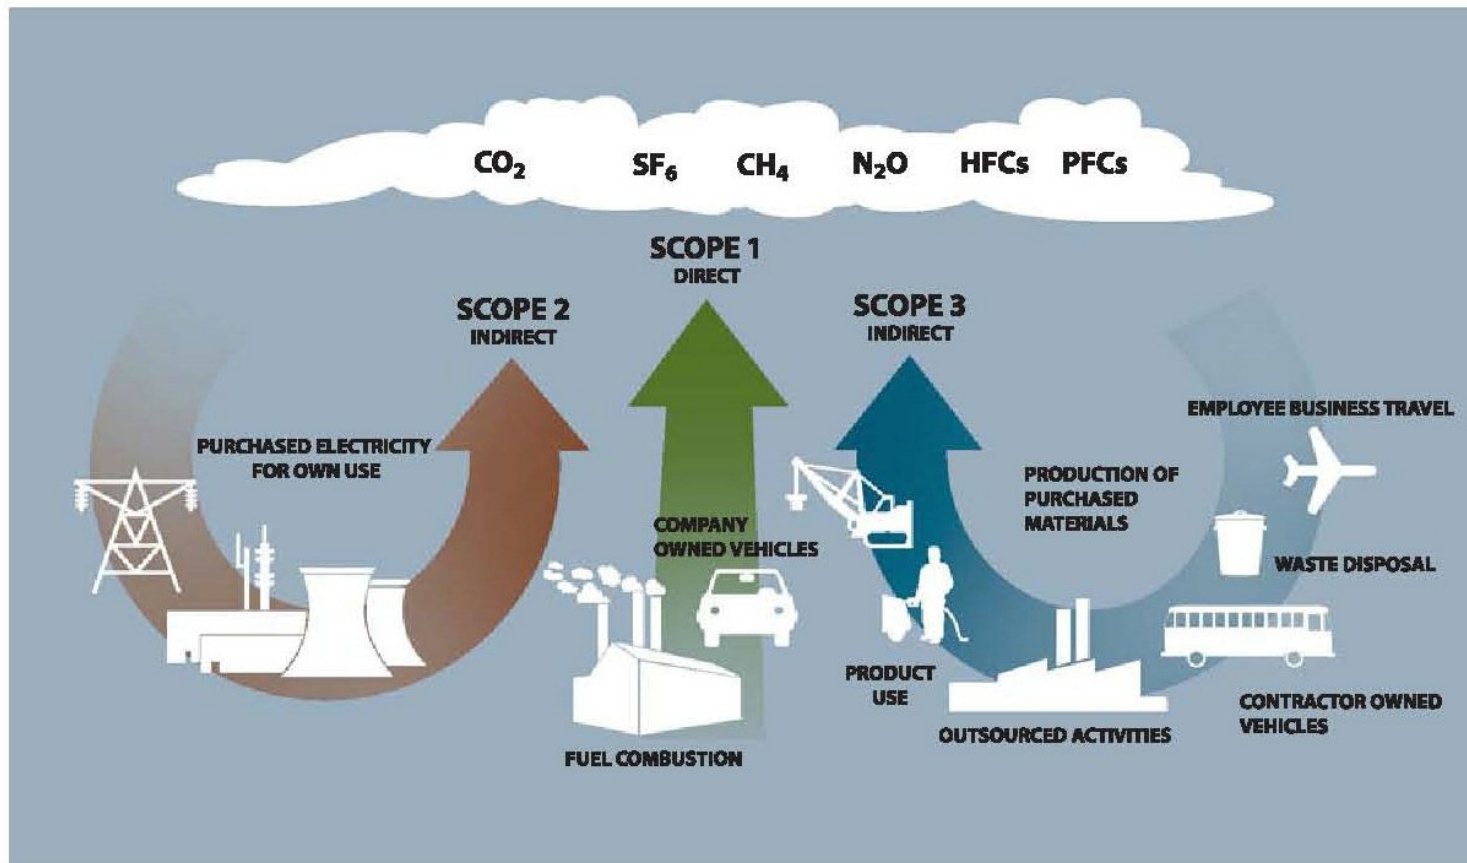 CO₂ SF₆ CH₄ N₂O HFCs PFCs
SCOPE 1
DIRECT
SCOPE 2
INDIRECT
SCOPE 3
INDIRECT
PURCHASED ELECTRICITY
FOR OWN USE
COMPANY
OWNED VEHICLES
FUEL COMBUSTION
EMPLOYEE BUSINESS TRAVEL
PRODUCTION OF
PURCHASED
MATERIALS
WASTE DISPOSAL
PRODUCT
USE
OUTSOURCED ACTIVITIES
CONTRACTOR OWNED
VEHICLES